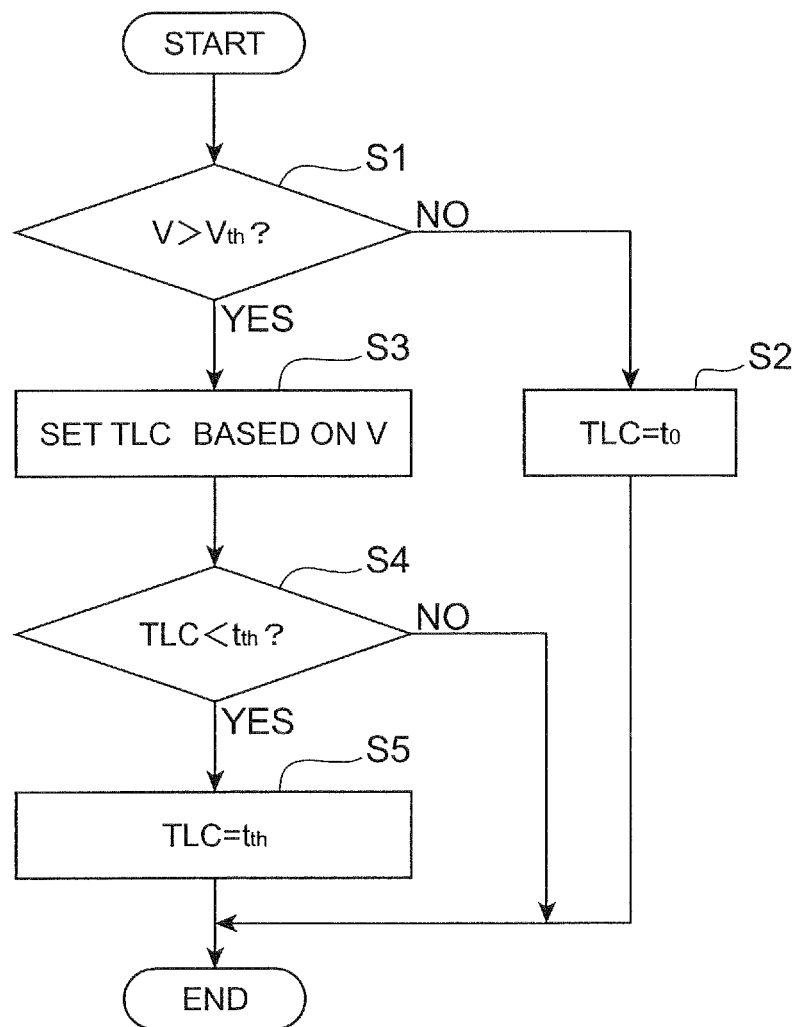 START
S1
V＞Vth？
NO
YES
S3
SET TLC BASED ON V
S2
TLC=t0
S4
TLC＜tth？
NO
YES
S5
TLC=tth
END